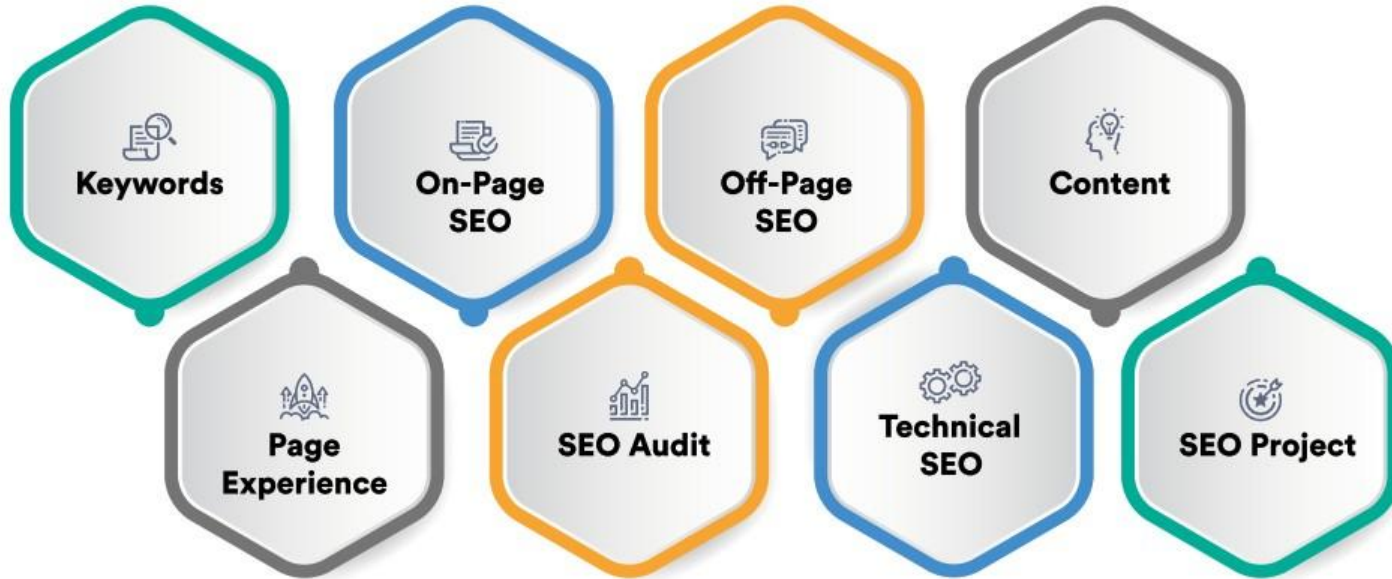 Keywords
On-Page
SEO
Off-Page
SEO
Content
Page
Experience
SEO Audit
Technical
SEO
SEO Project